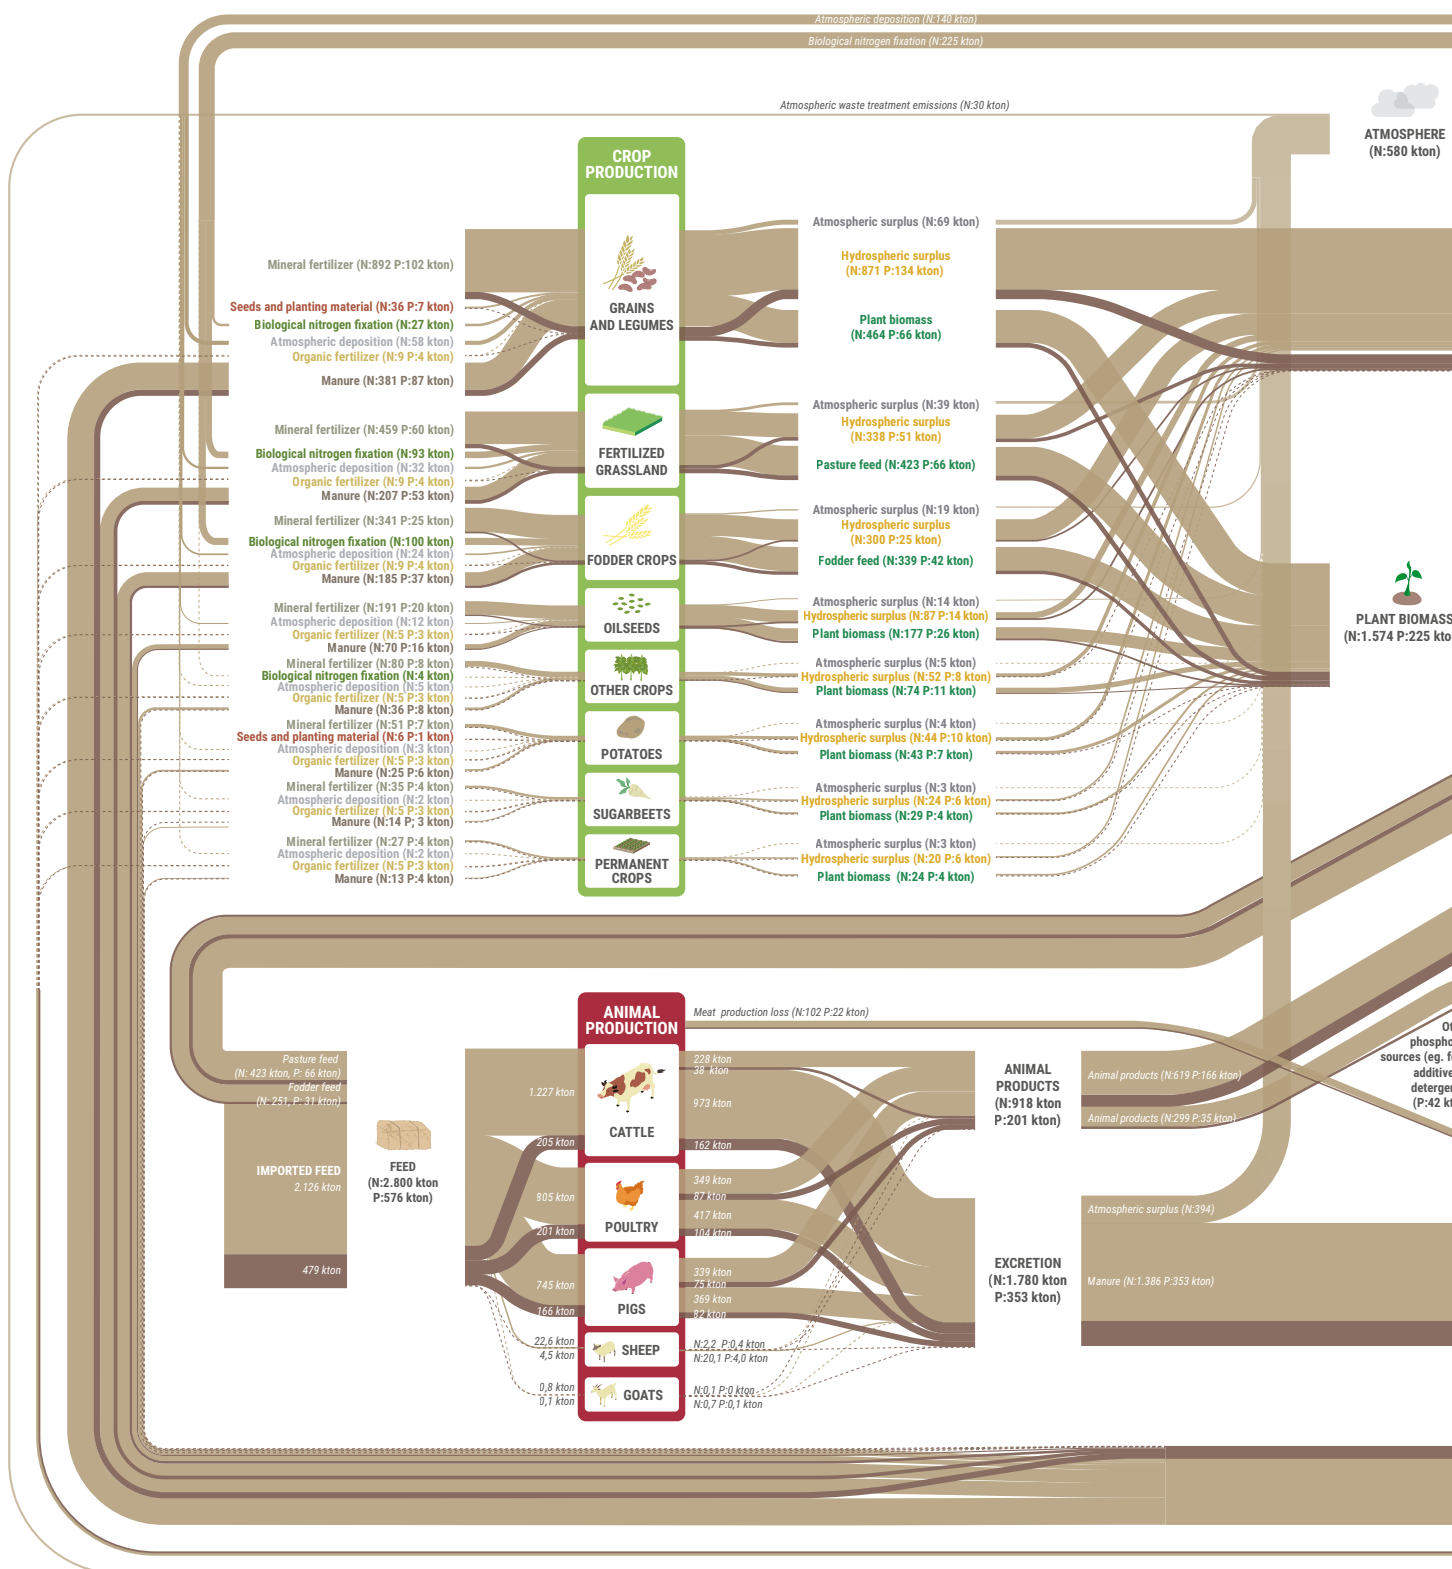 Atmospheric deposition (N:140 kton)
Biological nitrogen fixation (N:225 kton)
Atmospheric waste treatment emissions (N:30 kton)
ATMOSPHERE
(N:580 kton)
CROP
PRODUCTION
Mineral fertilizer (N:892 P:102 kton)
Seeds and planting material (N:36 P:7 kton)
Biological nitrogen fixation (N:27 kton)
Atmospheric deposition (N:58 kton)
Organic fertilizer (N:9 P:4 kton)
Manure (N:381 P:87 kton)
GRAINS
AND LEGUMES
Atmospheric surplus (N:69 kton)
Hydrospheric surplus
(N:871 P:134 kton)
Plant biomass
(N:464 P:66 kton)
Mineral fertilizer (N:459 P:60 kton)
Biological nitrogen fixation (N:93 kton)
Atmospheric deposition (N:32 kton)
Organic fertilizer (N:9 P:4 kton)
Manure (N:207 P:53 kton)
FERTILIZED
GRASSLAND
Atmospheric surplus (N:39 kton)
Hydrospheric surplus
(N:338 P:51 kton)
Pasture feed (N:423 P:66 kton)
Mineral fertilizer (N:341 P:25 kton)
Biological nitrogen fixation (N:100 kton)
Atmospheric deposition (N:24 kton)
Organic fertilizer (N:9 P:4 kton)
Manure (N:185 P:37 kton)
FODDER CROPS
Atmospheric surplus (N:19 kton)
Hydrospheric surplus
(N:300 P:25 kton)
Fodder feed (N:339 P:42 kton)
Mineral fertilizer (N:191 P:20 kton)
Atmospheric deposition (N:12 kton)
Organic fertilizer (N:5 P:3 kton)
Manure (N:70 P:16 kton)
OILSEEDS
Atmospheric surplus (N:14 kton)
Hydrospheric surplus (N:87 P:14 kton)
Plant biomass (N:177 P:26 kton)
PLANT BIOMASS
(N:1.574 P:225 kto
Mineral fertilizer (N:80 P:8 kton)
Biological nitrogen fixation (N:4 kton)
Atmospheric deposition (N:5 kton)
Organic fertilizer (N:5 P:3 kton)
Manure (N:36 P:8 kton)
OTHER CROPS
Atmospheric surplus (N:5 kton)
Hydrospheric surplus (N:52 P:8 kton)
Plant biomass (N:74 P:11 kton)
Mineral fertilizer (N:51 P:7 kton)
Seeds and planting material (N:6 P:1 kton)
Atmospheric deposition (N:3 kton)
Organic fertilizer (N:5 P:3 kton)
Manure (N:25 P:6 kton)
POTATOES
Atmospheric surplus (N:4 kton)
Hydrospheric surplus (N:44 P:10 kton)
Plant biomass (N:43 P:7 kton)
Mineral fertilizer (N:35 P:4 kton)
Atmospheric deposition (N:2 kton)
Organic fertilizer (N:5 P:3 kton)
Manure (N:14 P; 3 kton)
SUGARBEETS
Atmospheric surplus (N:3 kton)
Hydrospheric surplus (N:24 P:6 kton)
Plant biomass (N:29 P:4 kton)
Mineral fertilizer (N:27 P:4 kton)
Atmospheric deposition (N:2 kton)
Organic fertilizer (N:5 P:3 kton)
Manure (N:13 P:4 kton)
PERMANENT
CROPS
Atmospheric surplus (N:3 kton)
Hydrospheric surplus (N:20 P:6 kton)
Plant biomass (N:24 P:4 kton)
ANIMAL
PRODUCTION
Meat production loss (N:102 P:22 kton)
Pasture feed
(N: 423 kton, P: 66 kton)
Fodder feed
(N: 251, P: 31 kton)
IMPORTED FEED
2.126 kton
479 kton
FEED
(N:2.800 kton
P:576 kton)
1.227 kton
205 kton
CATTLE
228 kton
38 kton
973 kton
162 kton
805 kton
201 kton
POULTRY
349 kton
87 kton
417 kton
104 kton
745 kton
166 kton
PIGS
339 kton
75 kton
369 kton
82 kton
22,6 kton
4,5 kton
SHEEP
N:2,2 P:0,4 kton
N:20,1 P:4,0 kton
0,8 kton
0,1 kton
GOATS
N:0,1 P:0 kton
N:0,7 P:0,1 kton
ANIMAL
PRODUCTS
(N:918 kton
P:201 kton)
Animal products (N:619 P:166 kton)
Animal products (N:299 P:35 kton)
Ot
phospho
sources (eg. f
additive
deterger
(P:42 kt
EXCRETION
(N:1.780 kton
P:353 kton)
Atmospheric surplus (N:394)
Manure (N:1.386 P:353 kton)